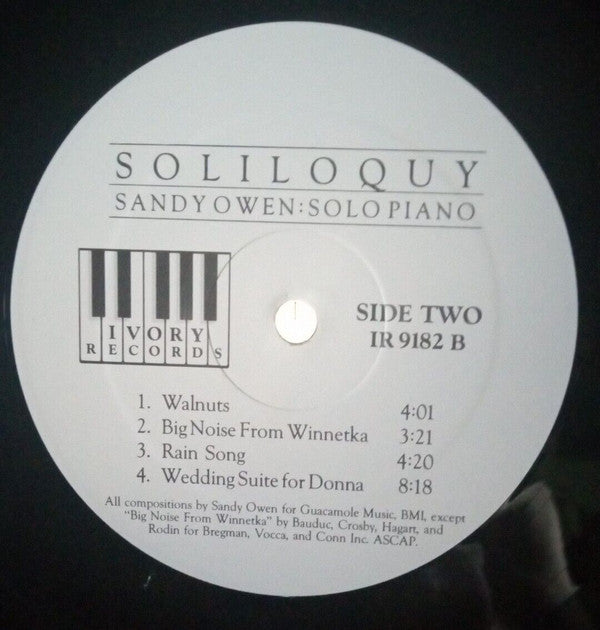 SOLILOQUY
SANDY OWEN: SOLO PIANO
IVORY
RECORDS
SIDE TWO
IR 9182 B
1. Walnuts 4:01
2. Big Noise From Winnetka 3:21
3. Rain Song 4:20
4. Wedding Suite for Donna 8:18
All compositions by Sandy Owen for Guacamole Music, BMI, except
"Big Noise From Winnetka" by Bauduc, Crosby, Hagart, and
Rodin for Bregman, Vocca, and Conn Inc. ASCAP.